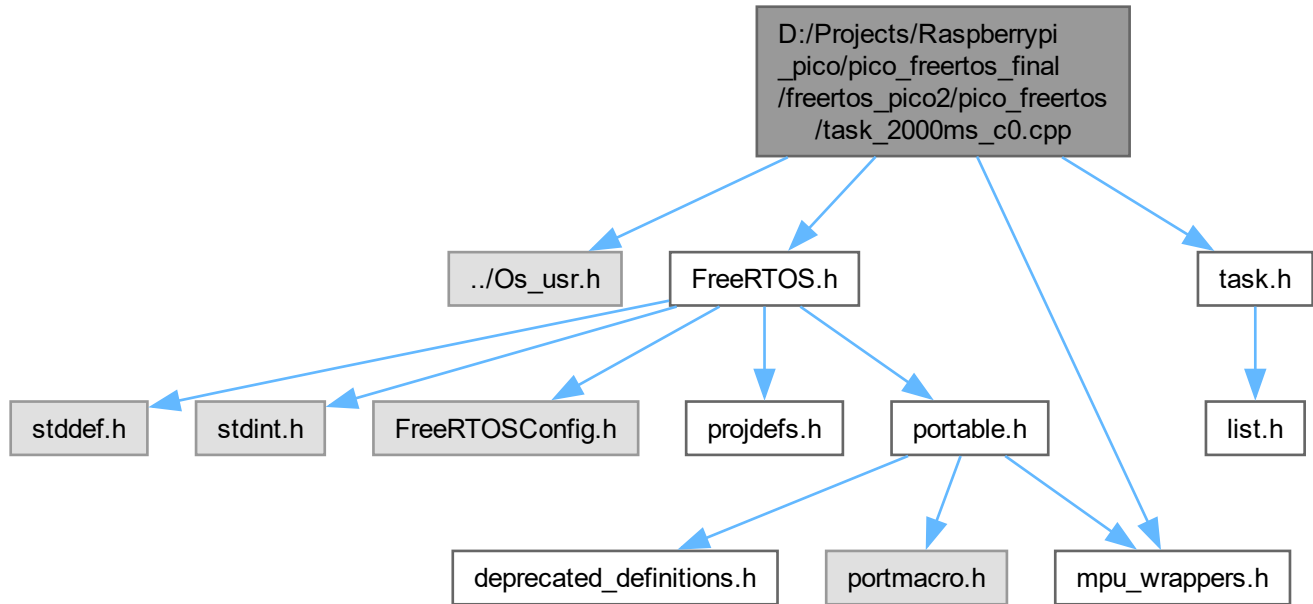 D:/Projects/Raspberrypi
_pico/pico_freertos_final
/freertos_pico2/pico_freertos
/task_2000ms_c0.cpp
../Os_usr.h
FreeRTOS.h
task.h
stddef.h
stdint.h
FreeRTOSConfig.h
projdefs.h
portable.h
list.h
deprecated_definitions.h
portmacro.h
mpu_wrappers.h